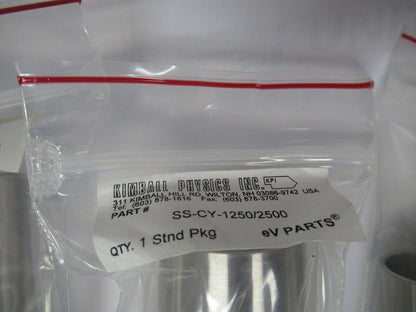 KIMBALL PHYSICS INC. KPI
311 KIMBALL HILL RD, WILTON, NH 03086-9742 USA
Tel: (603) 878-1616 Fax: (603) 878-3700
PART # SS-CY-1250/2500
QTY. 1 Stnd Pkg eV PARTS®